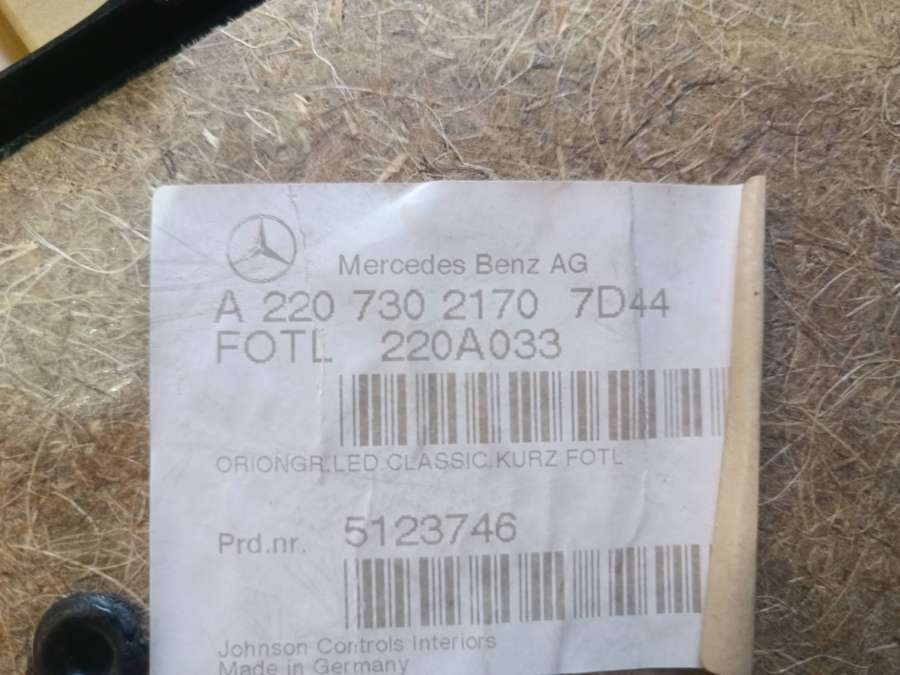 Mercedes Benz AG
A 220 730 2170 7D44
FOTL 220A033
ORIONGR.LED.CLASSIC.KURZ FOTL
Prd.nr. 5123746
Johnson Controls Interiors
Made in Germany